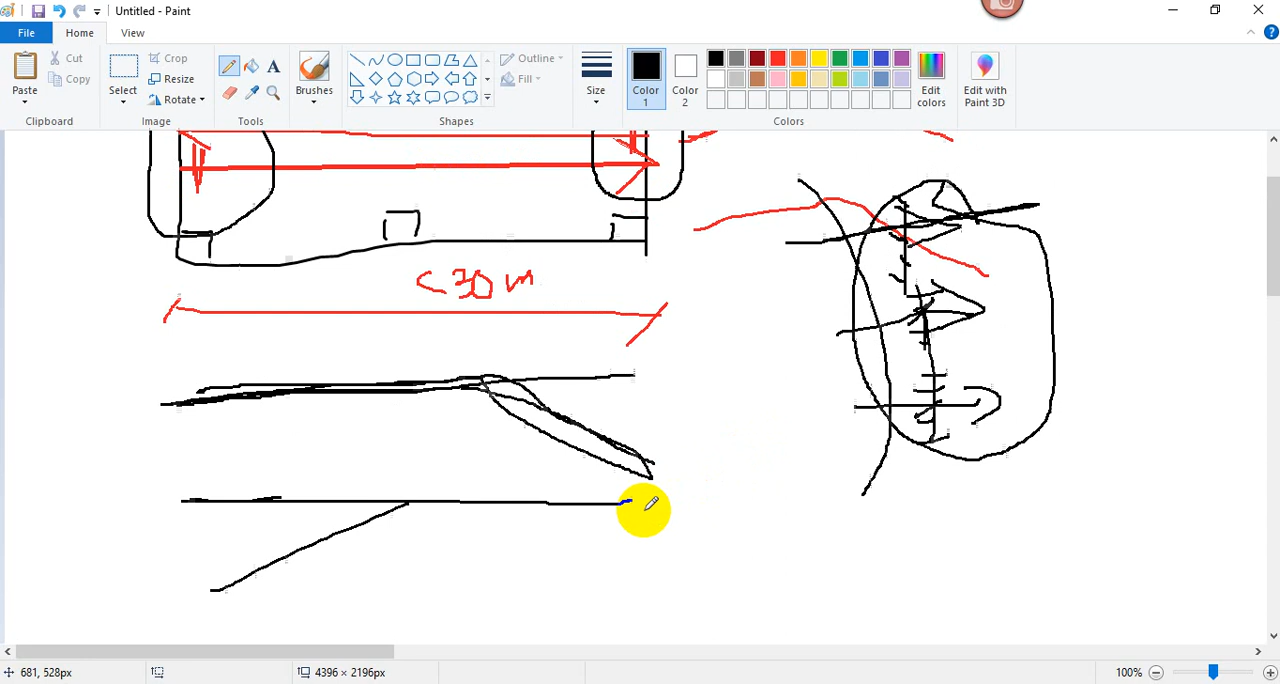 Untitled - Paint
File Home View
Paste Cut Copy Clipboard
Select Crop Resize Rotate Image
Tools
Brushes
Outline Fill Shapes
Size
Color 1 Color 2 Edit colors Colors
Edit with Paint 3D
<30 m
681, 528px 4396 × 2196px 100%